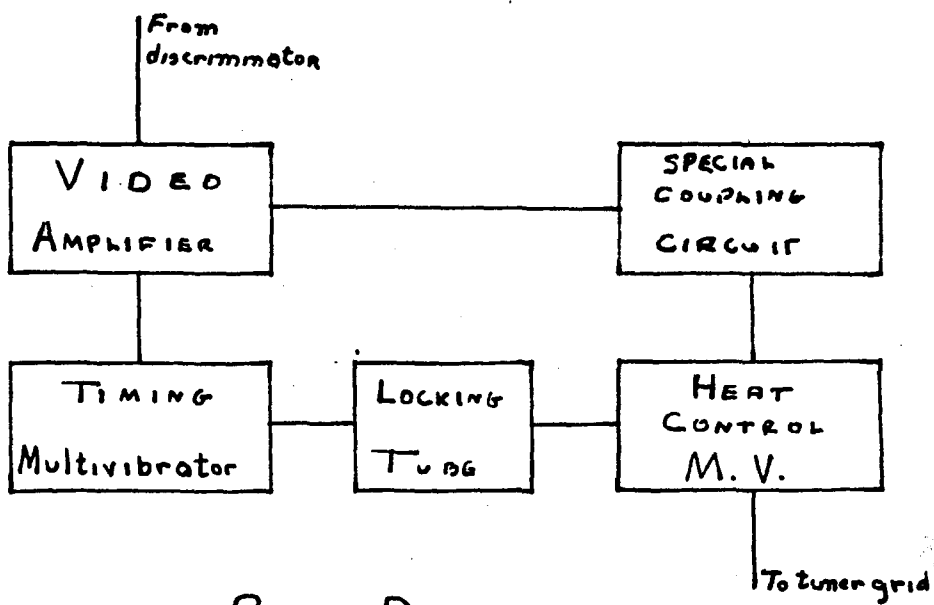 From
discriminator
VIDEO
AMPLIFIER
SPECIAL
COUPLING
CIRCUIT
TIMING
Multivibrator
LOCKING
TUBE
HEAT
CONTROL
M. V.
To tuner grid